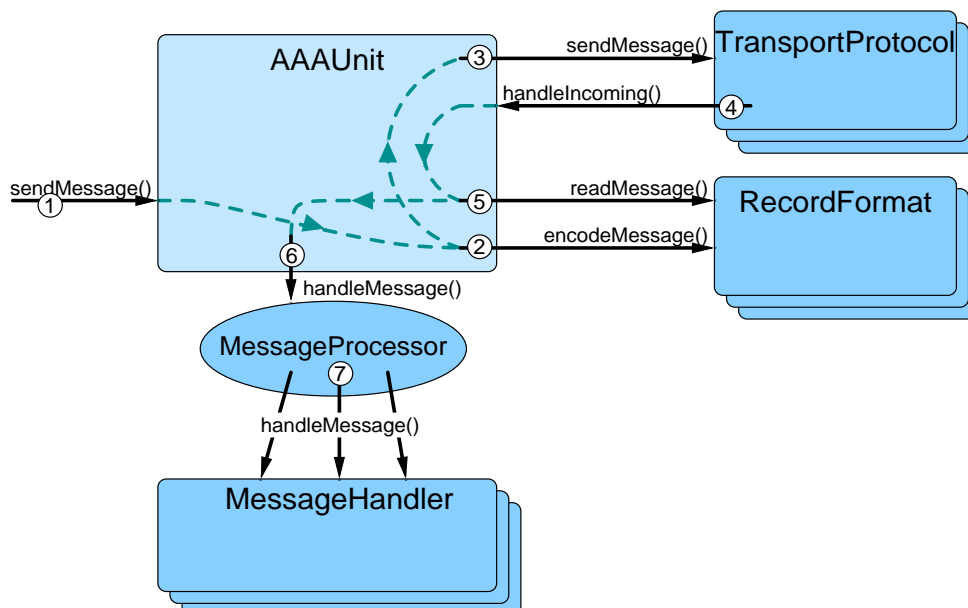 AAAUnit
3
sendMessage()
TransportProtocol
handleIncoming()
4
sendMessage()
1
5
readMessage()
RecordFormat
2
encodeMessage()
6
handleMessage()
MessageProcessor
7
handleMessage()
MessageHandler